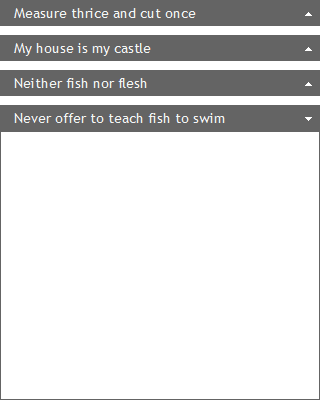 Measure thrice and cut once
My house is my castle
Neither fish nor flesh
Never offer to teach fish to swim